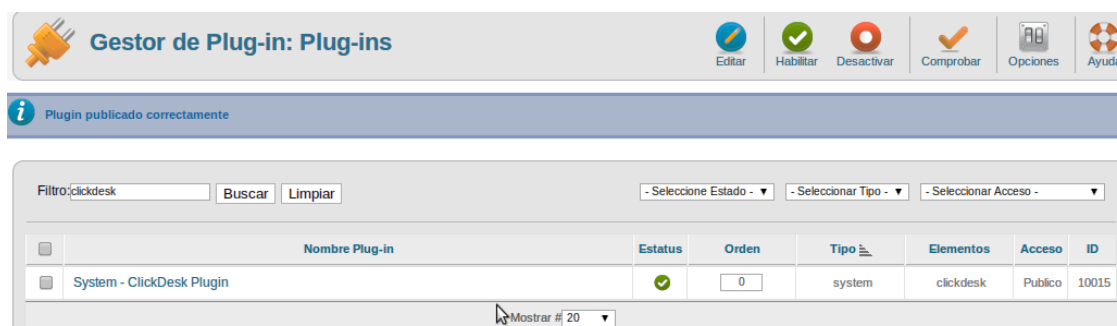 Gestor de Plug-in: Plug-ins
Editar Habilitar Desactivar Comprobar Opciones Ayuda
Plugin publicado correctamente
Filtro: clickdesk Buscar Limpiar - Seleccione Estado - - Seleccionar Tipo - - Seleccionar Acceso -
Nombre Plug-in Estatus Orden Tipo Elementos Acceso ID
System - ClickDesk Plugin 0 system clickdesk Publico 10015
Mostrar # 20